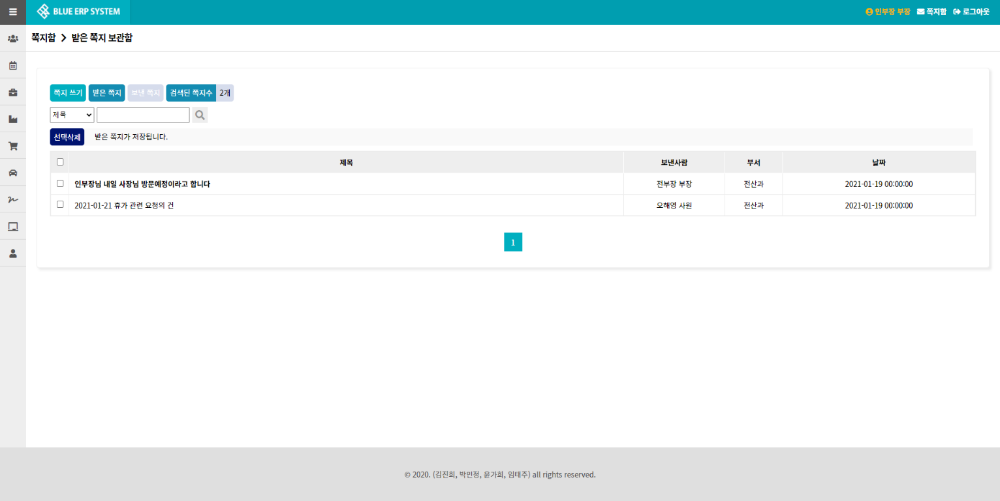 BLUE ERP SYSTEM
인부장 부장 쪽지함 로그아웃
쪽지함 받은 쪽지 보관함
쪽지 쓰기 받은 쪽지 보낸 쪽지 검색된 쪽지수 2개
제목
선택삭제 받은 쪽지가 저장됩니다.
제목 보낸사람 부서 날짜
인부장님 내일 사장님 방문예정이라고 합니다 전부장 부장 전산과 2021-01-19 00:00:00
2021-01-21 휴가 관련 요청의 건 오해영 사원 전산과 2021-01-19 00:00:00
1
© 2020. (김진희, 박민정, 윤가희, 임태주) all rights reserved.